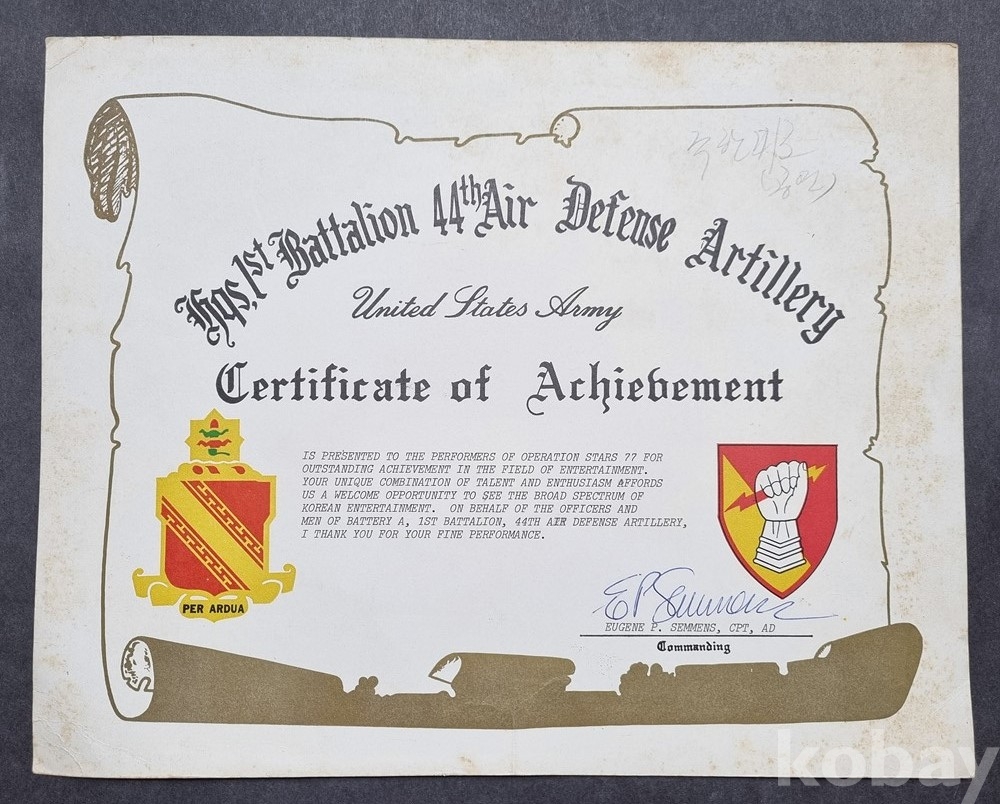 Hqs, 1st Battalion 44th Air Defense Artillery
United States Army
Certificate of Achievement
IS PRESENTED TO THE PERFORMERS OF OPERATION STARS 77 FOR
OUTSTANDING ACHIEVEMENT IN THE FIELD OF ENTERTAINMENT.
YOUR UNIQUE COMBINATION OF TALENT AND ENTHUSIASM AFFORDS
US A WELCOME OPPORTUNITY TO SEE THE BROAD SPECTRUM OF
KOREAN ENTERTAINMENT. ON BEHALF OF THE OFFICERS AND
MEN OF BATTERY A, 1ST BATTALION, 44TH AIR DEFENSE ARTILLERY,
I THANK YOU FOR YOUR FINE PERFORMANCE.
PER ARDUA
E P Semmens
EUGENE P. SEMMENS, CPT, AD
Commanding
kobay